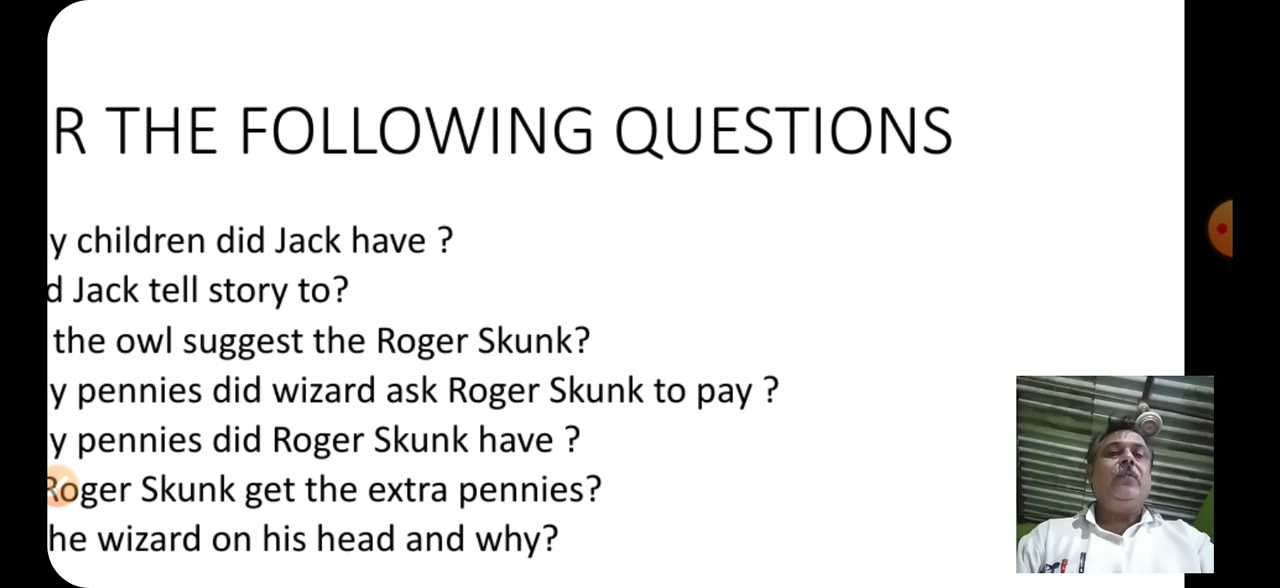 R THE FOLLOWING QUESTIONS
y children did Jack have ?
d Jack tell story to?
the owl suggest the Roger Skunk?
y pennies did wizard ask Roger Skunk to pay ?
y pennies did Roger Skunk have ?
Roger Skunk get the extra pennies?
he wizard on his head and why?